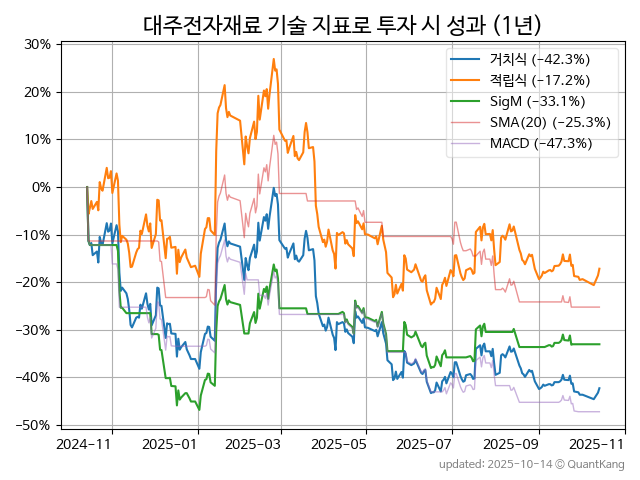 대주전자재료 기술 지표로 투자 시 성과 (1년)
30%
20%
10%
0%
−10%
−20%
−30%
−40%
−50%
거치식 (−42.3%)
적립식 (−17.2%)
SigM (−33.1%)
SMA(20) (−25.3%)
MACD (−47.3%)
2024-11 2025-01 2025-03 2025-05 2025-07 2025-09 2025-11
updated: 2025-10-14 © QuantKang